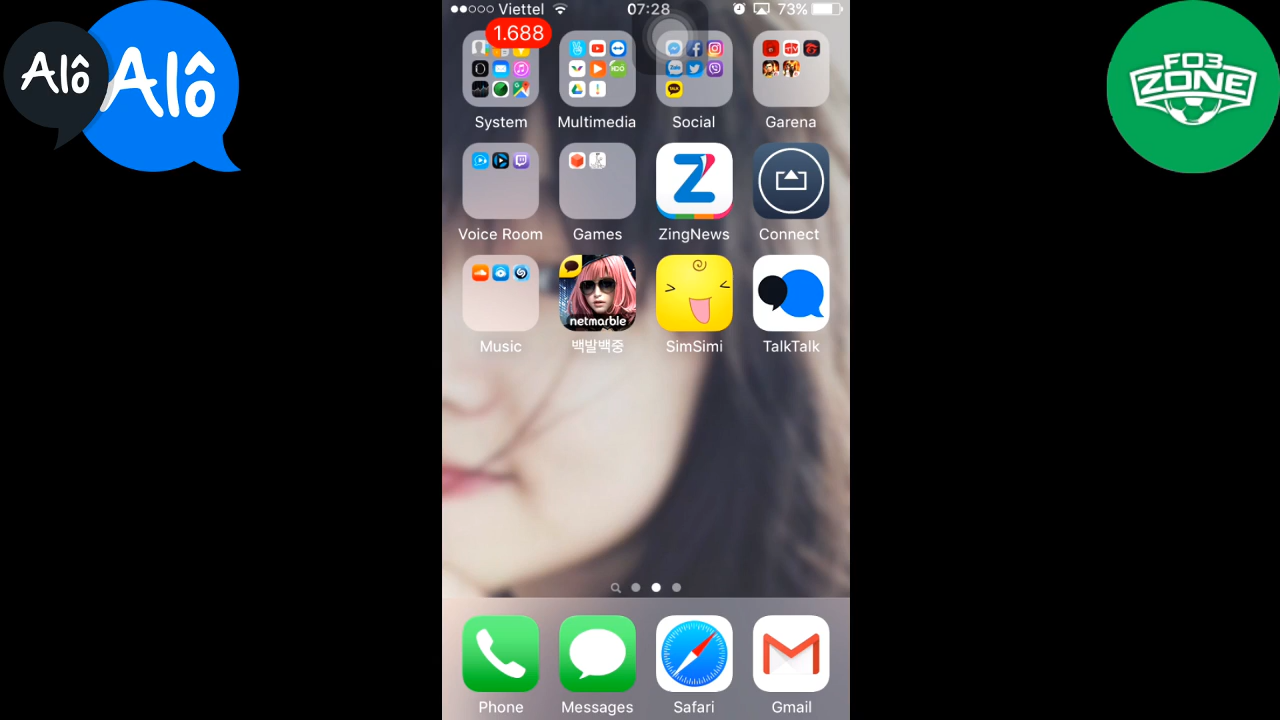 Viettel 07:28 73%
Alô Alô
FO3
ZONE
1.688
System Multimedia Social Garena
Voice Room Games ZingNews Connect
netmarble
Music 백발백중 SimSimi TalkTalk
Phone Messages Safari Gmail